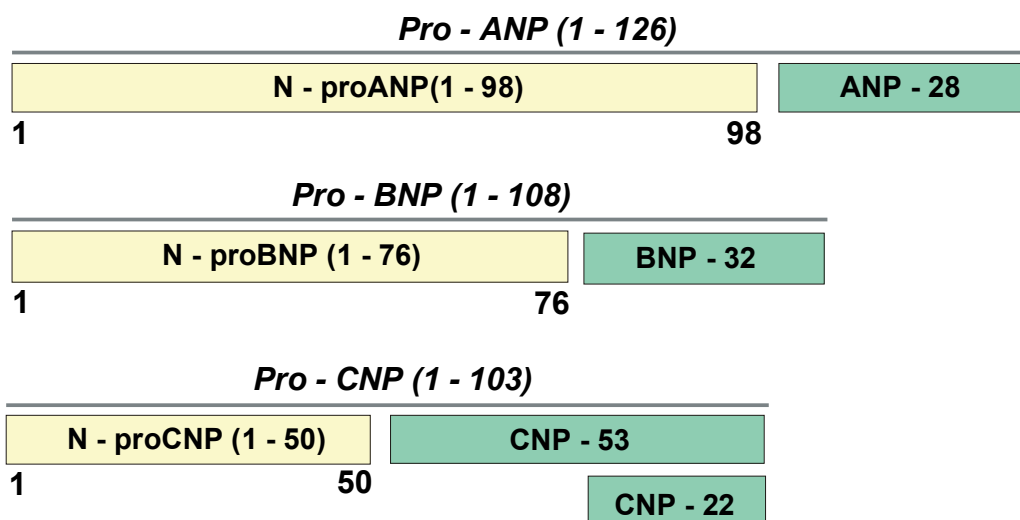 Pro - ANP (1 - 126)
N - proANP(1 - 98) ANP - 28
1 98
Pro - BNP (1 - 108)
N - proBNP (1 - 76) BNP - 32
1 76
Pro - CNP (1 - 103)
N - proCNP (1 - 50) CNP - 53
1 50
CNP - 22